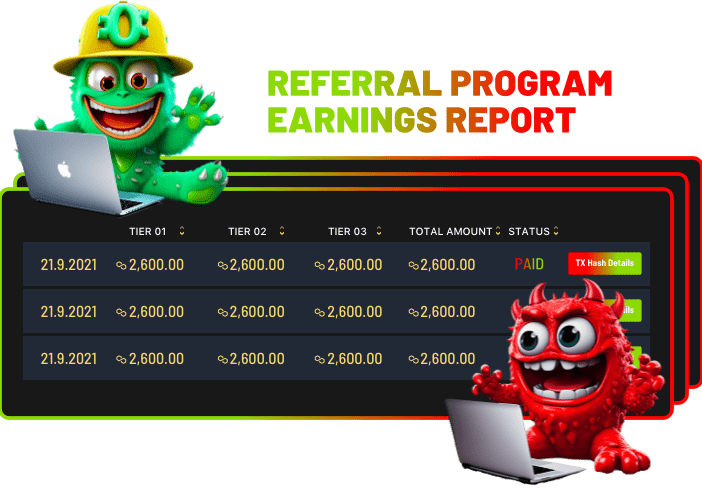 REFERRAL PROGRAM
EARNINGS REPORT
TIER 01 TIER 02 TIER 03 TOTAL AMOUNT STATUS
21.9.2021 2,600.00 2,600.00 2,600.00 2,600.00 PAID TX Hash Details
21.9.2021 2,600.00 2,600.00 2,600.00 2,600.00
21.9.2021 2,600.00 2,600.00 2,600.00 2,600.00